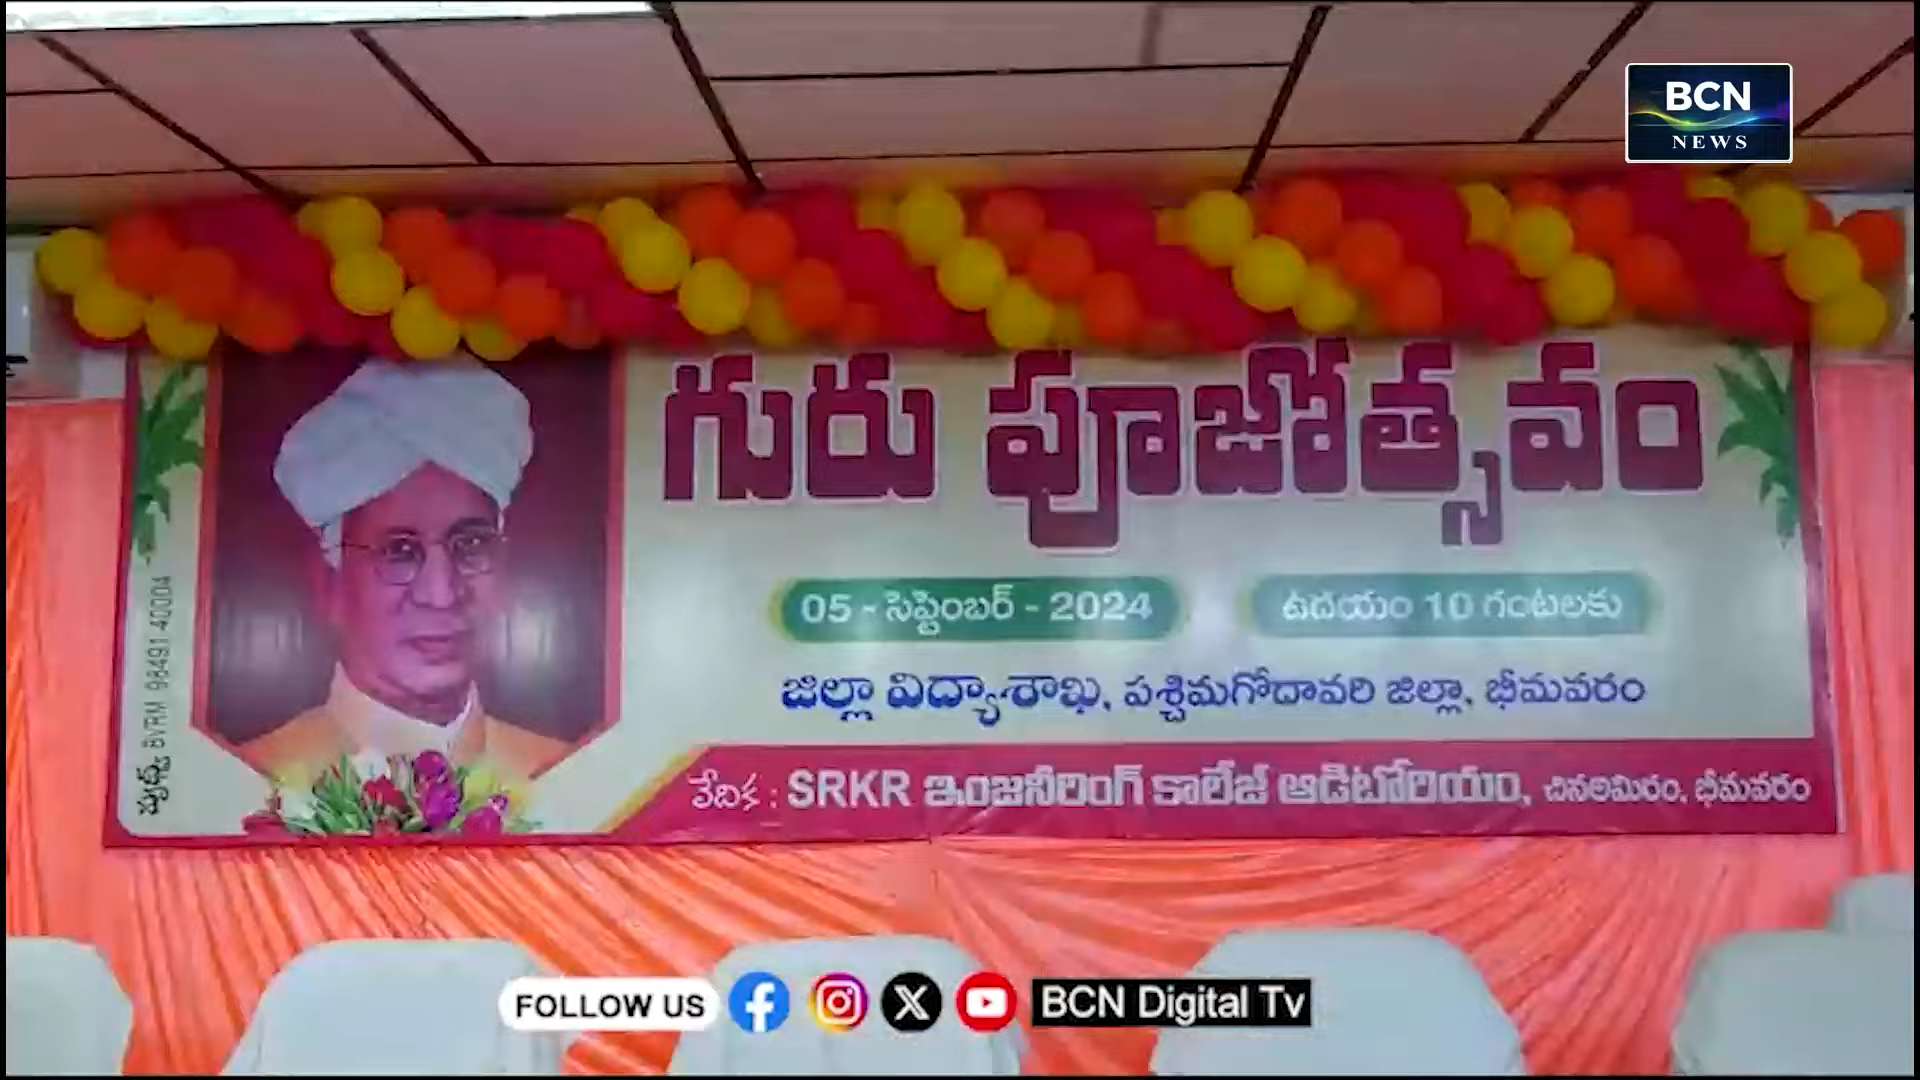 BCN
NEWS
గురు పూజోత్సవం
05 - సెప్టెంబర్ - 2024
ఉదయం 10 గంటలకు
జిల్లా విద్యాశాఖ, పశ్చిమగోదావరి జిల్లా, భీమవరం
వేదిక : SRKR ఇంజనీరింగ్ కాలేజ్ ఆడిటోరియం, చినఅమిరం, భీమవరం
BVRM 98491 40004
FOLLOW US
BCN Digital Tv